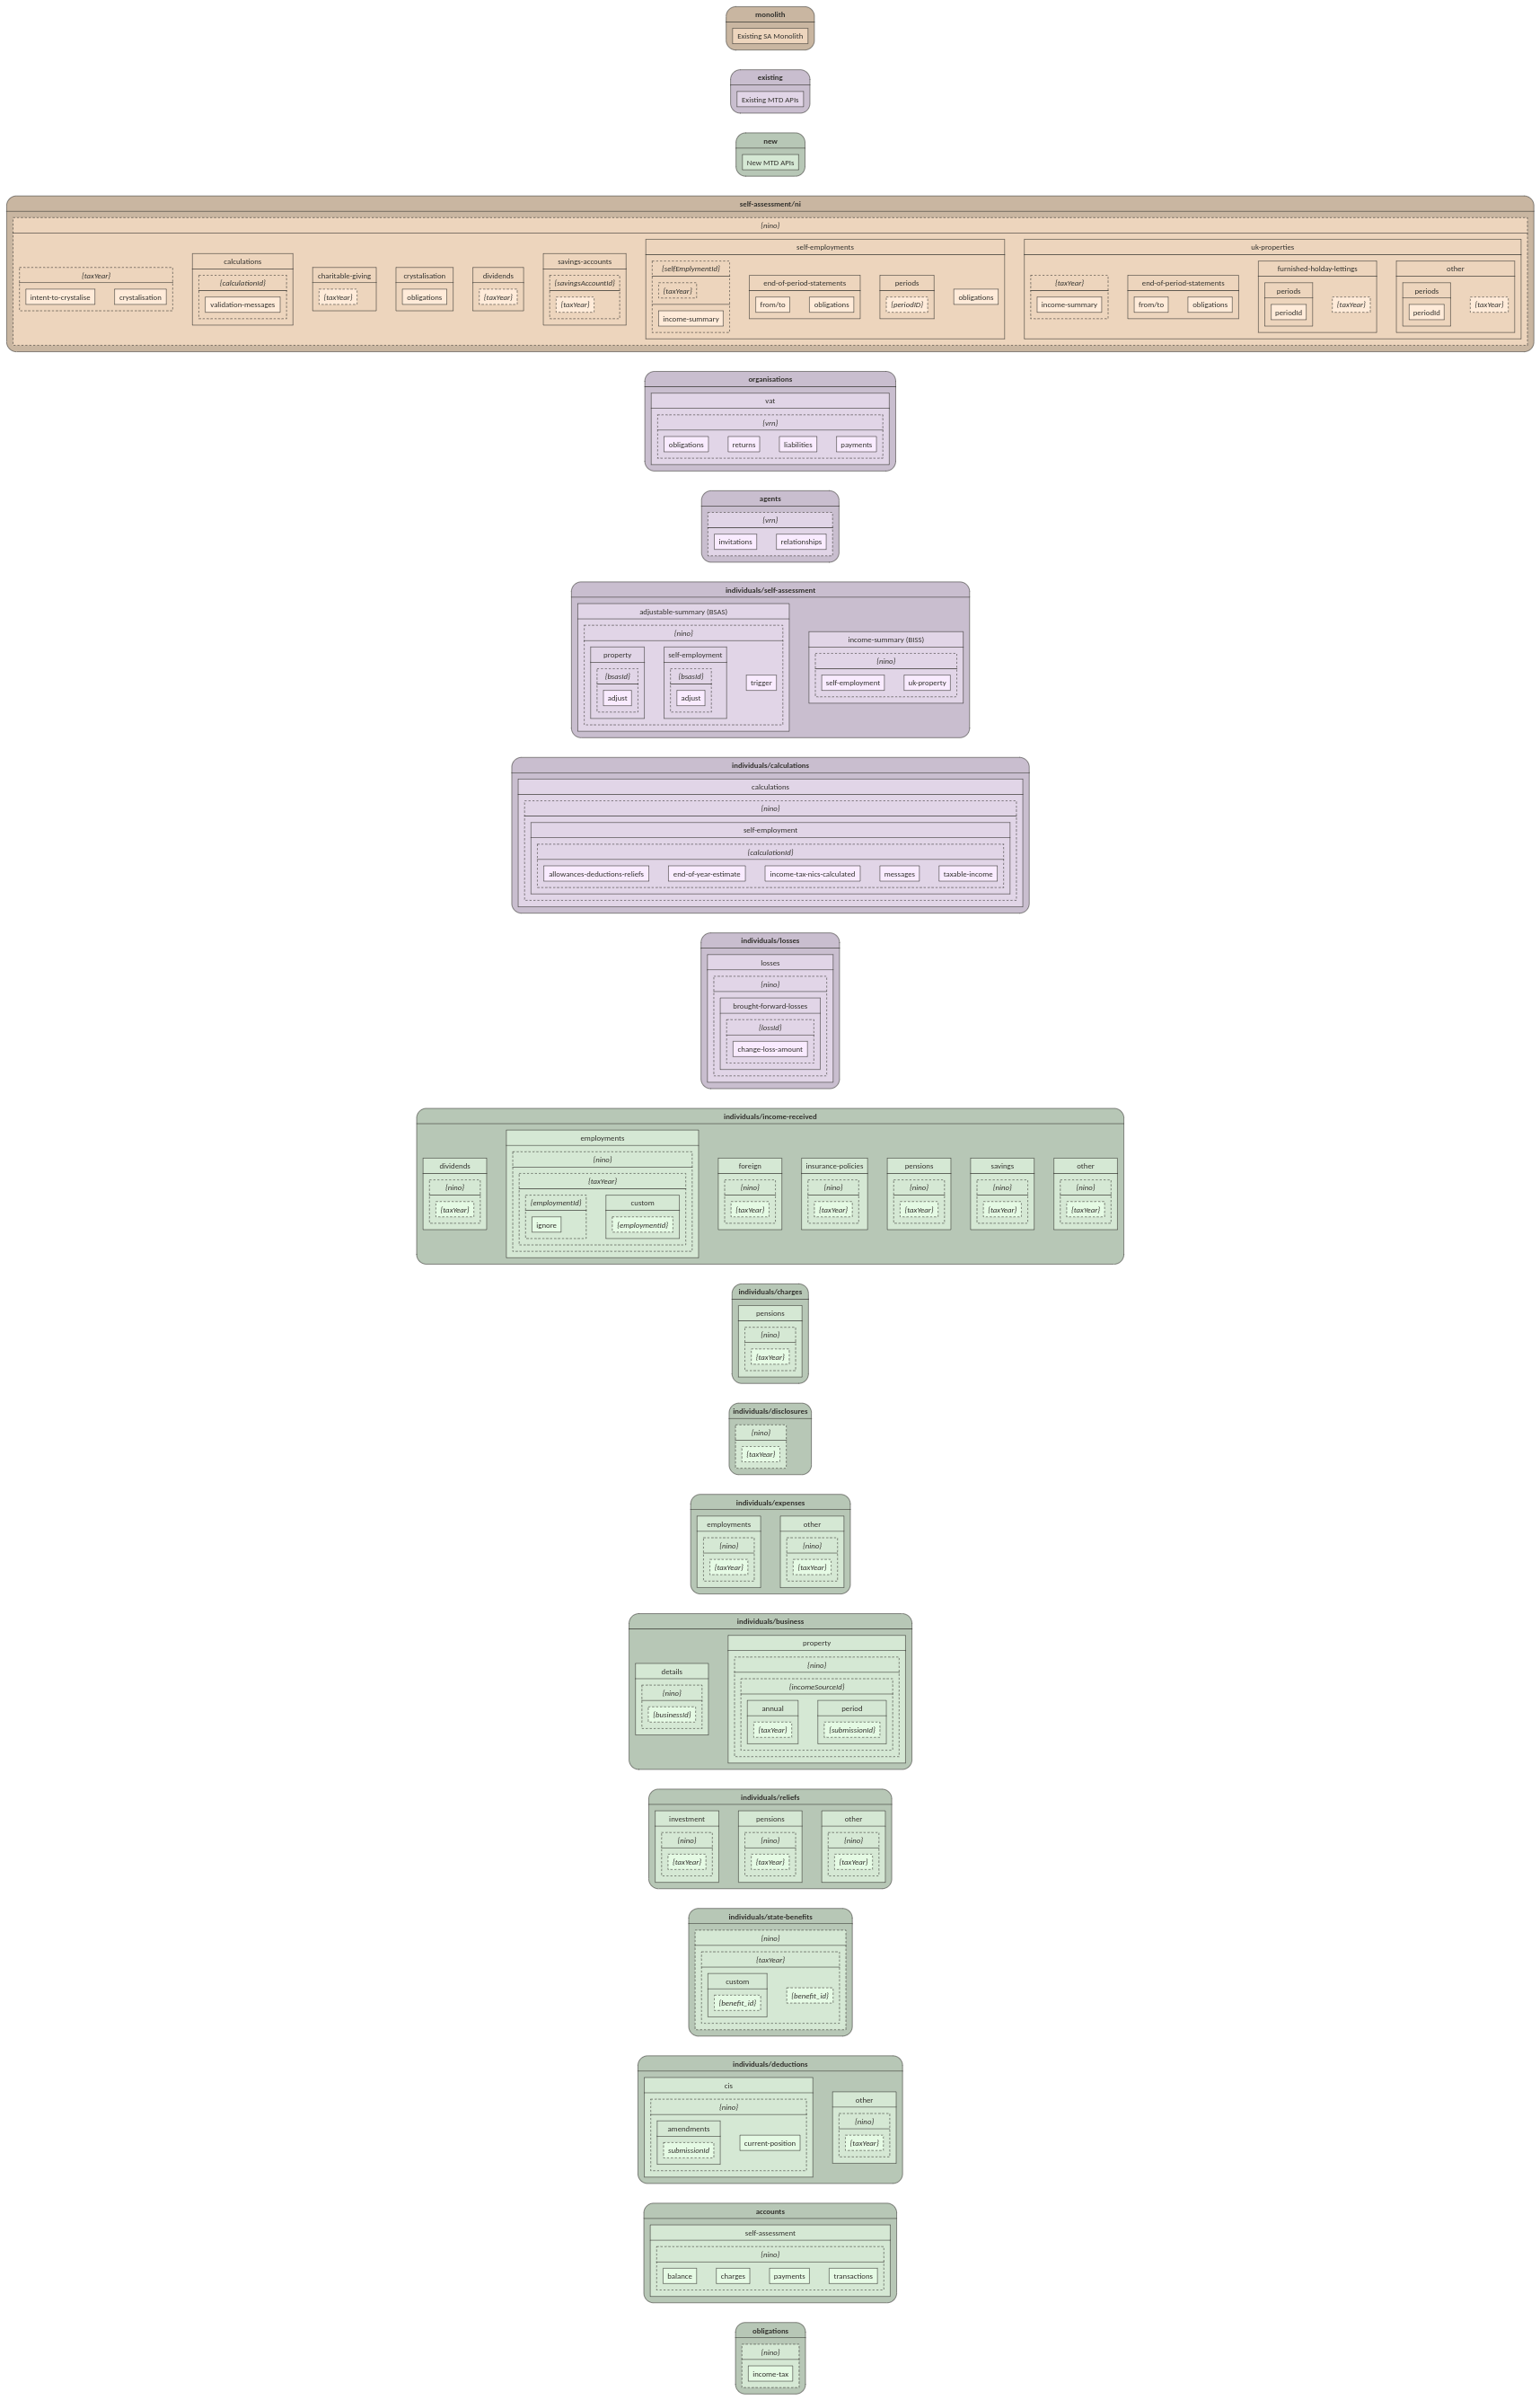 monolith
Existing SA Monolith
existing
Existing MTD APIs
new
New MTD APIs
self-assessment/ni
{nino}
{taxYear}
intent-to-crystalise
crystalisation
calculations
{calculationId}
validation-messages
charitable-giving
{taxYear}
crystalisation
obligations
dividends
{taxYear}
savings-accounts
{savingsAccountId}
{taxYear}
self-employments
{selfEmplymentId}
{taxYear}
income-summary
end-of-period-statements
from/to
obligations
periods
{periodID}
obligations
uk-properties
{taxYear}
income-summary
end-of-period-statements
from/to
obligations
furnished-holday-lettings
periods
periodId
{taxYear}
other
periods
periodId
{taxYear}
organisations
vat
{vrn}
obligations
returns
liabilities
payments
agents
{vrn}
invitations
relationships
individuals/self-assessment
adjustable-summary (BSAS)
{nino}
property
{bsasId}
adjust
self-employment
{bsasId}
adjust
trigger
income-summary (BISS)
{nino}
self-employment
uk-property
individuals/calculations
calculations
{nino}
self-employment
{calculationId}
allowances-deductions-reliefs
end-of-year-estimate
income-tax-nics-calculated
messages
taxable-income
individuals/losses
losses
{nino}
brought-forward-losses
{lossId}
change-loss-amount
individuals/income-received
dividends
{nino}
{taxYear}
employments
{nino}
{taxYear}
{employmentId}
ignore
custom
{employmentId}
foreign
{nino}
{taxYear}
insurance-policies
{nino}
{taxYear}
pensions
{nino}
{taxYear}
savings
{nino}
{taxYear}
other
{nino}
{taxYear}
individuals/charges
pensions
{nino}
{taxYear}
individuals/disclosures
{nino}
{taxYear}
individuals/expenses
employments
{nino}
{taxYear}
other
{nino}
{taxYear}
individuals/business
details
{nino}
{businessId}
property
{nino}
{incomeSourceId}
annual
{taxYear}
period
{submissionId}
individuals/reliefs
investment
{nino}
{taxYear}
pensions
{nino}
{taxYear}
other
{nino}
{taxYear}
individuals/state-benefits
{nino}
{taxYear}
custom
{benefit_id}
{benefit_id}
individuals/deductions
cis
{nino}
amendments
submissionId
current-position
other
{nino}
{taxYear}
accounts
self-assessment
{nino}
balance
charges
payments
transactions
obligations
{nino}
income-tax